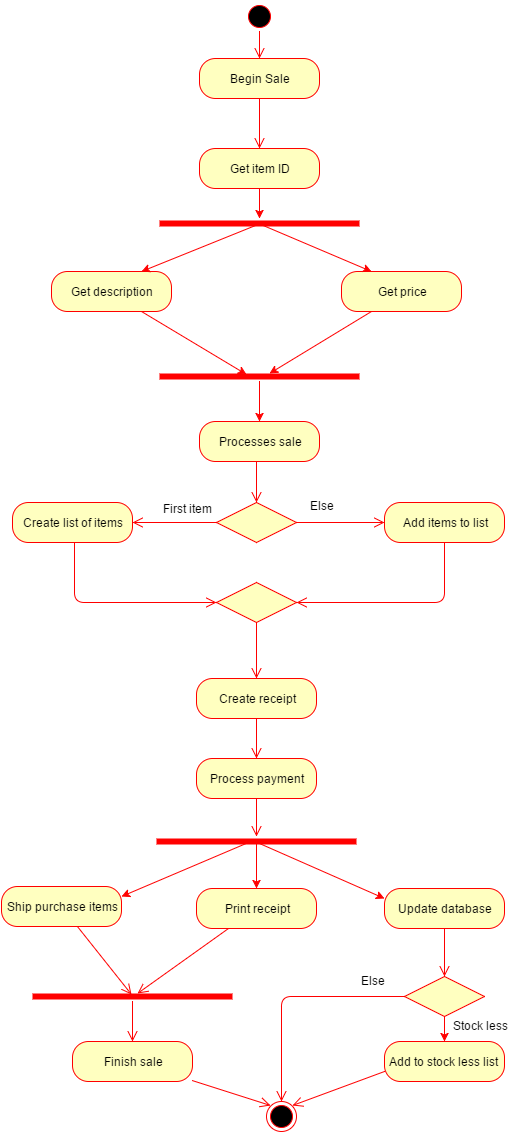 Begin Sale
Get item ID
Get description
Get price
Processes sale
First item
Else
Create list of items
Add items to list
Create receipt
Process payment
Ship purchase items
Print receipt
Update database
Else
Stock less
Finish sale
Add to stock less list